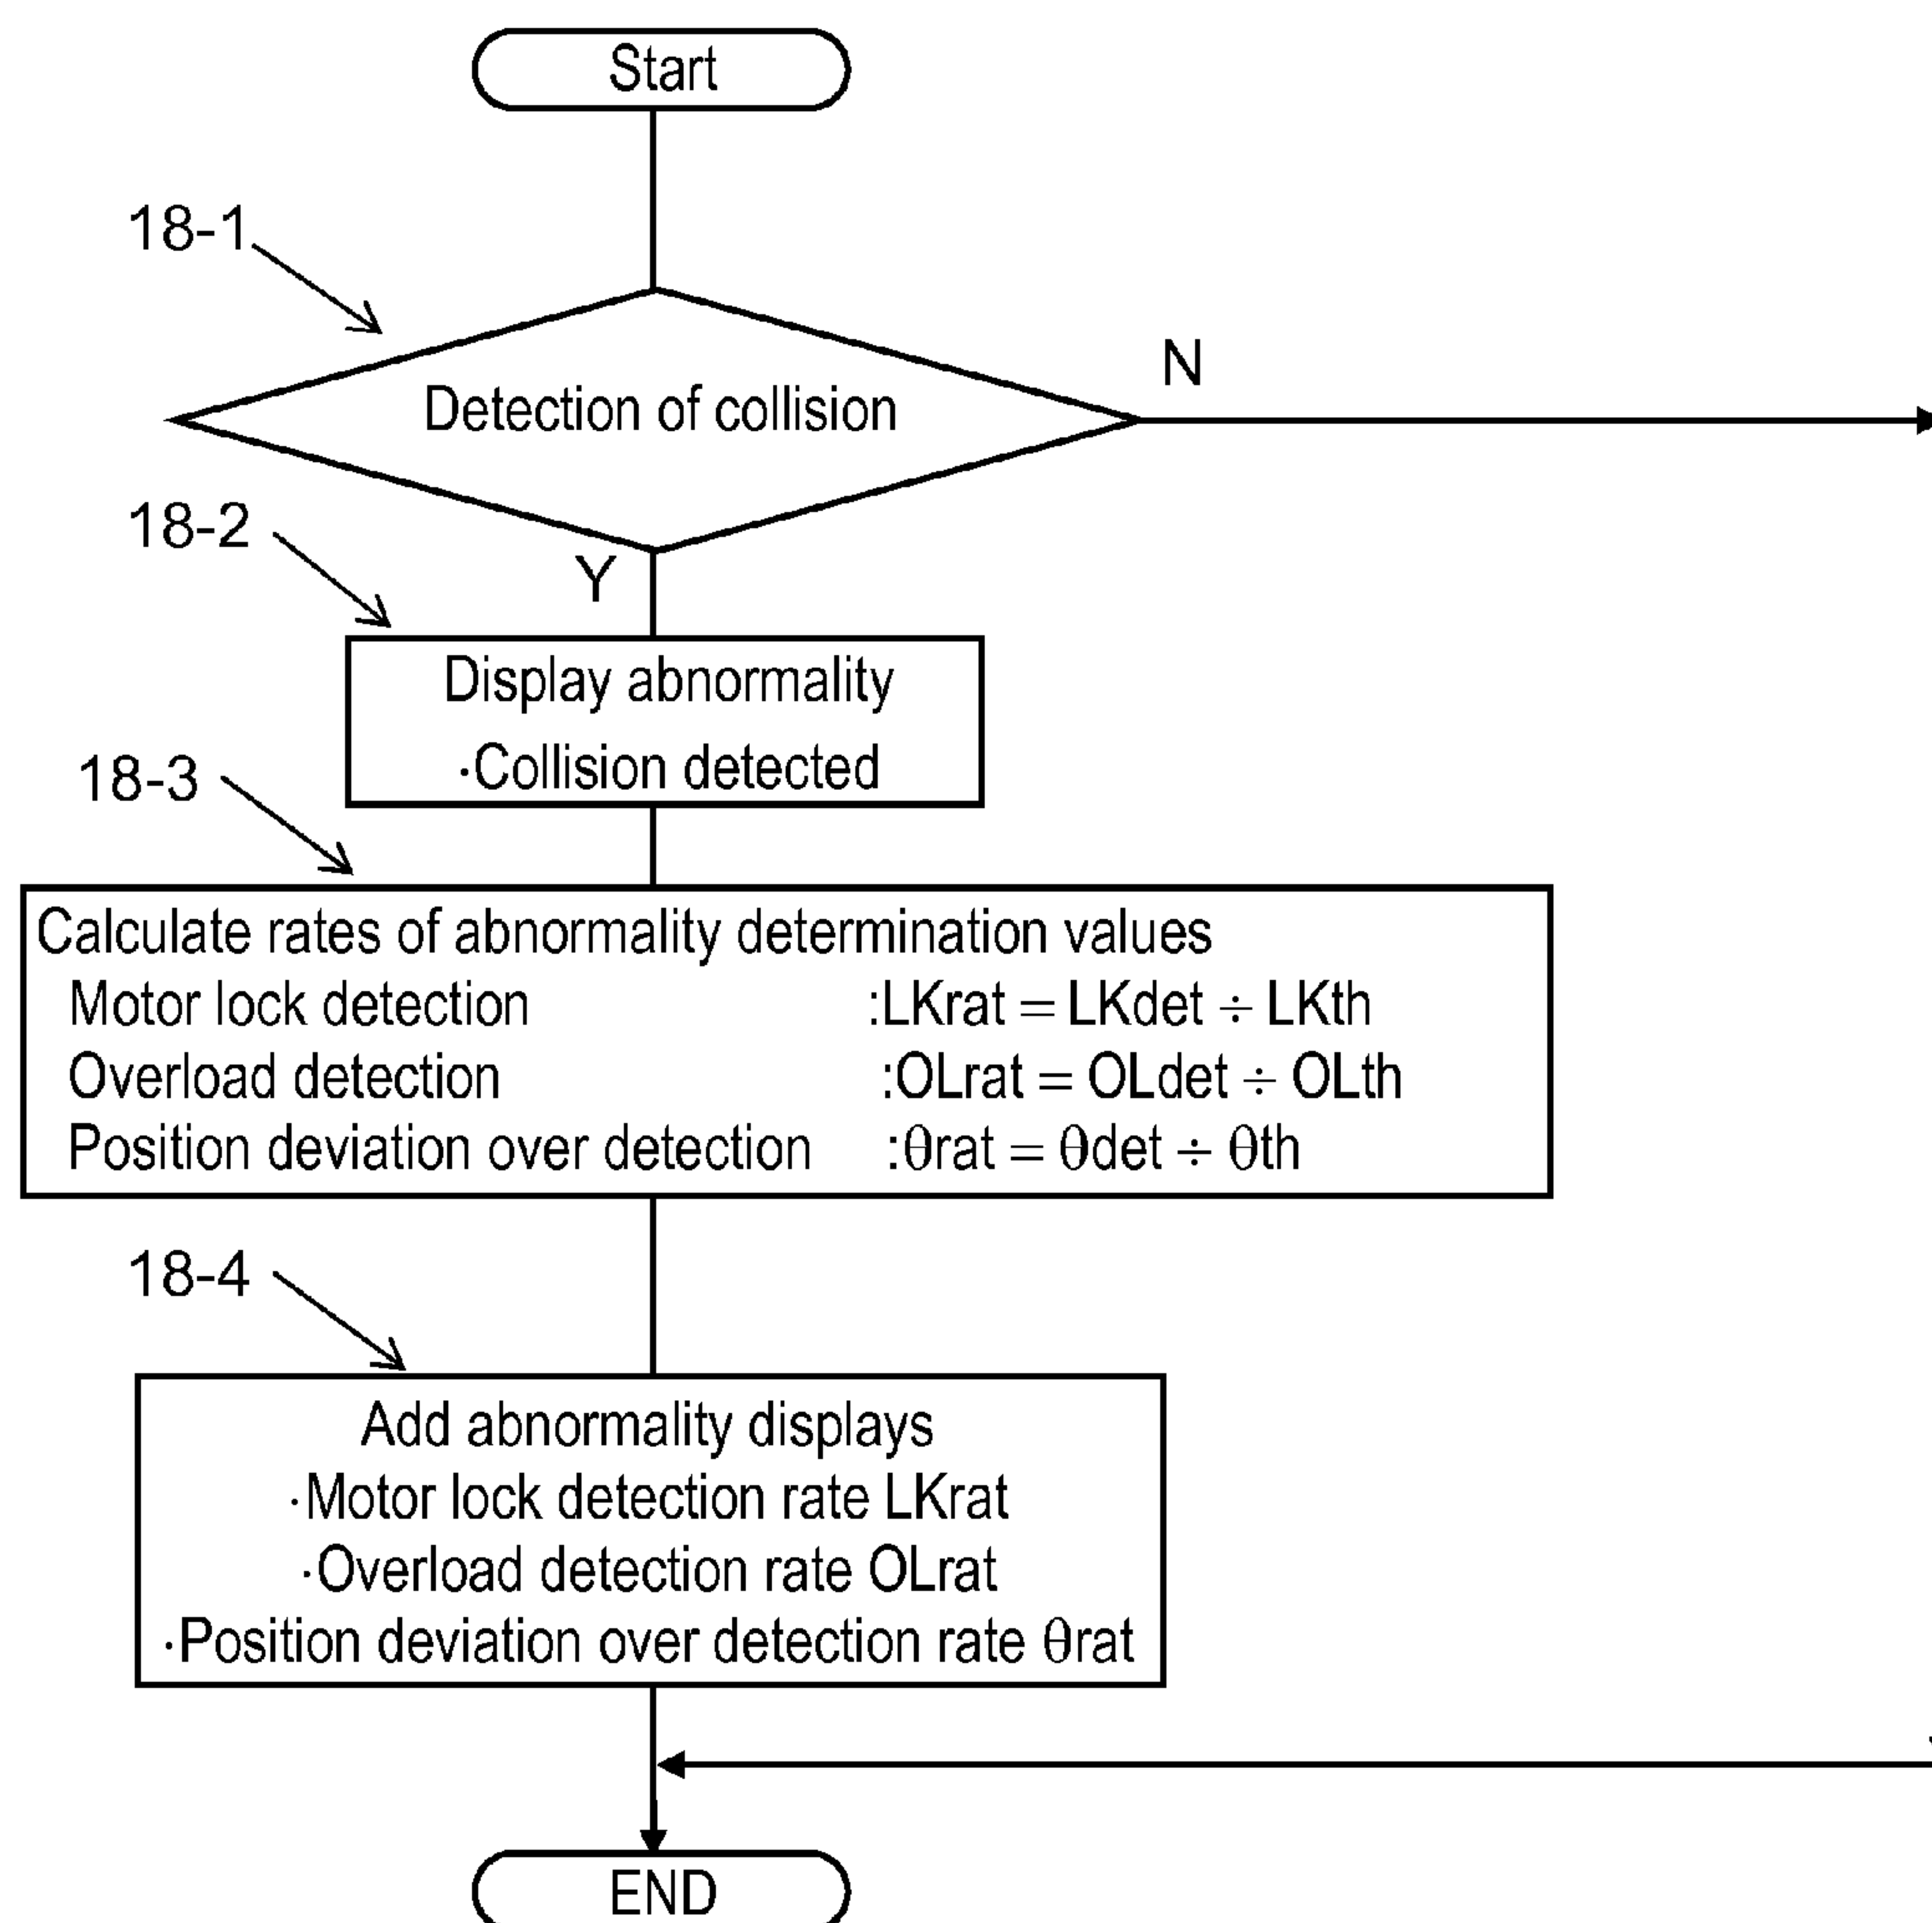 Start
18-1
N
Detection of collision
18-2
Y
Display abnormality
·Collision detected
18-3
Calculate rates of abnormality determination values
Motor lock detection :LKrat = LKdet ÷ LKth
Overload detection :OLrat = OLdet ÷ OLth
Position deviation over detection :θrat = θdet ÷ θth
18-4
Add abnormality displays
·Motor lock detection rate LKrat
·Overload detection rate OLrat
·Position deviation over detection rate θrat
END